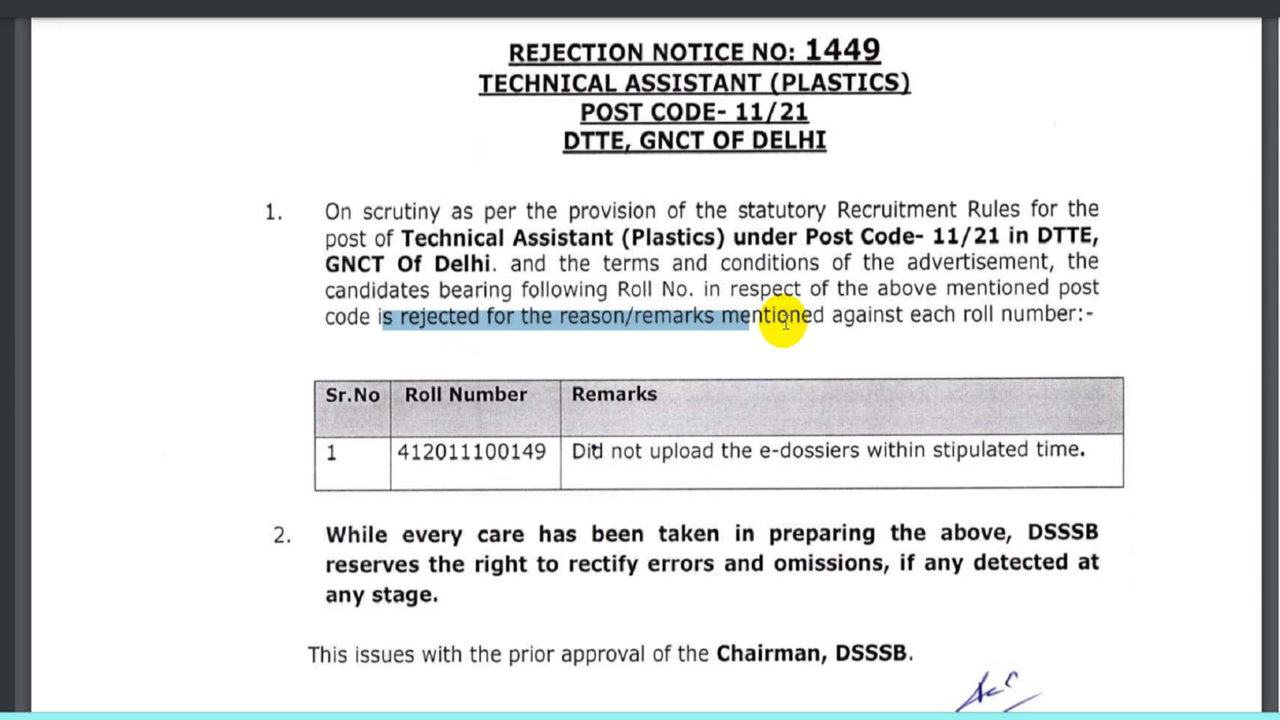 REJECTION NOTICE NO: 1449
TECHNICAL ASSISTANT (PLASTICS)
POST CODE- 11/21
DTTE, GNCT OF DELHI
1. On scrutiny as per the provision of the statutory Recruitment Rules for the
post of Technical Assistant (Plastics) under Post Code- 11/21 in DTTE,
GNCT Of Delhi. and the terms and conditions of the advertisement, the
candidates bearing following Roll No. in respect of the above mentioned post
code is rejected for the reason/remarks mentioned against each roll number:-
Sr.No Roll Number Remarks
1 412011100149 Did not upload the e-dossiers within stipulated time.
2. While every care has been taken in preparing the above, DSSSB
reserves the right to rectify errors and omissions, if any detected at
any stage.
This issues with the prior approval of the Chairman, DSSSB.